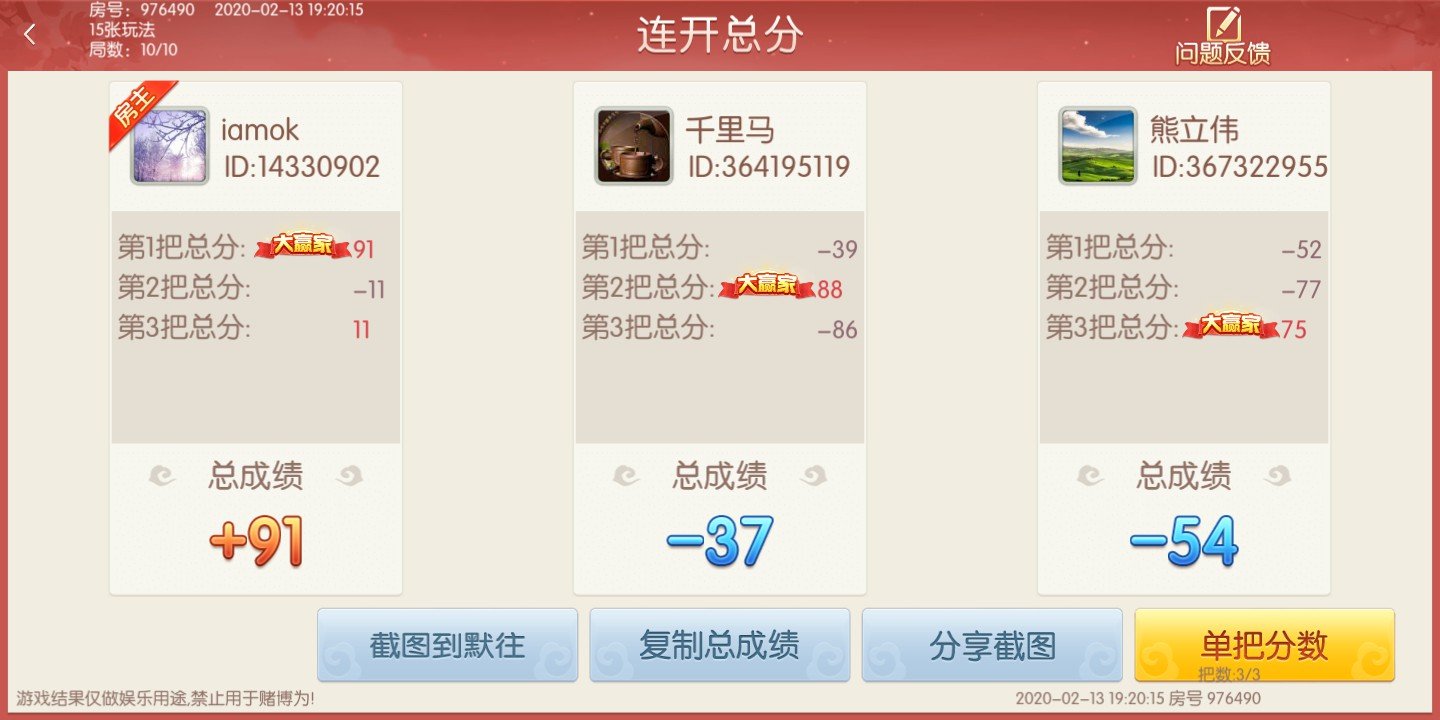 房号：976490 2020-02-13 19:20:15
15张玩法
局数：10/10
连开总分
问题反馈
房主
iamok
ID:14330902
第1把总分: 大赢家 91
第2把总分: -11
第3把总分: 11
总成绩
+91
千里马
ID:364195119
第1把总分: -39
第2把总分: 大赢家 88
第3把总分: -86
总成绩
-37
熊立伟
ID:367322955
第1把总分: -52
第2把总分: -77
第3把总分: 大赢家 75
总成绩
-54
截图到默往
复制总成绩
分享截图
单把分数
把数:3/3
游戏结果仅做娱乐用途,禁止用于赌博为!
2020-02-13 19:20:15 房号 976490